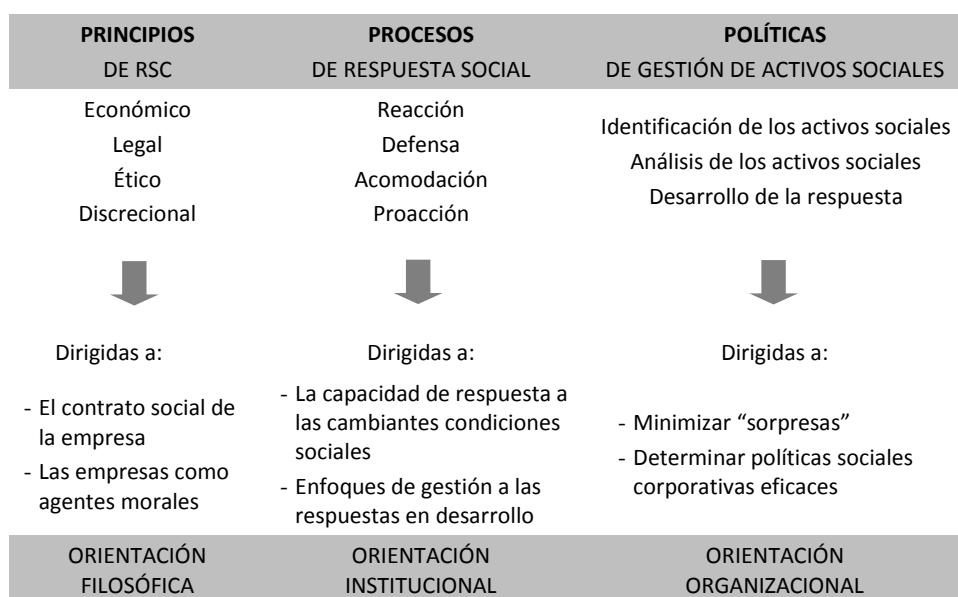 PRINCIPIOS
DE RSC
Económico
Legal
Ético
Discrecional
Dirigidas a:
- El contrato social de
la empresa
- Las empresas como
agentes morales
ORIENTACIÓN
FILOSÓFICA
PROCESOS
DE RESPUESTA SOCIAL
Reacción
Defensa
Acomodación
Proacción
Dirigidas a:
- La capacidad de respuesta a
las cambiantes condiciones
sociales
- Enfoques de gestión a las
respuestas en desarrollo
ORIENTACIÓN
INSTITUCIONAL
POLÍTICAS
DE GESTIÓN DE ACTIVOS SOCIALES
Identificación de los activos sociales
Análisis de los activos sociales
Desarrollo de la respuesta
Dirigidas a:
- Minimizar “sorpresas”
- Determinar políticas sociales
corporativas eficaces
ORIENTACIÓN
ORGANIZACIONAL